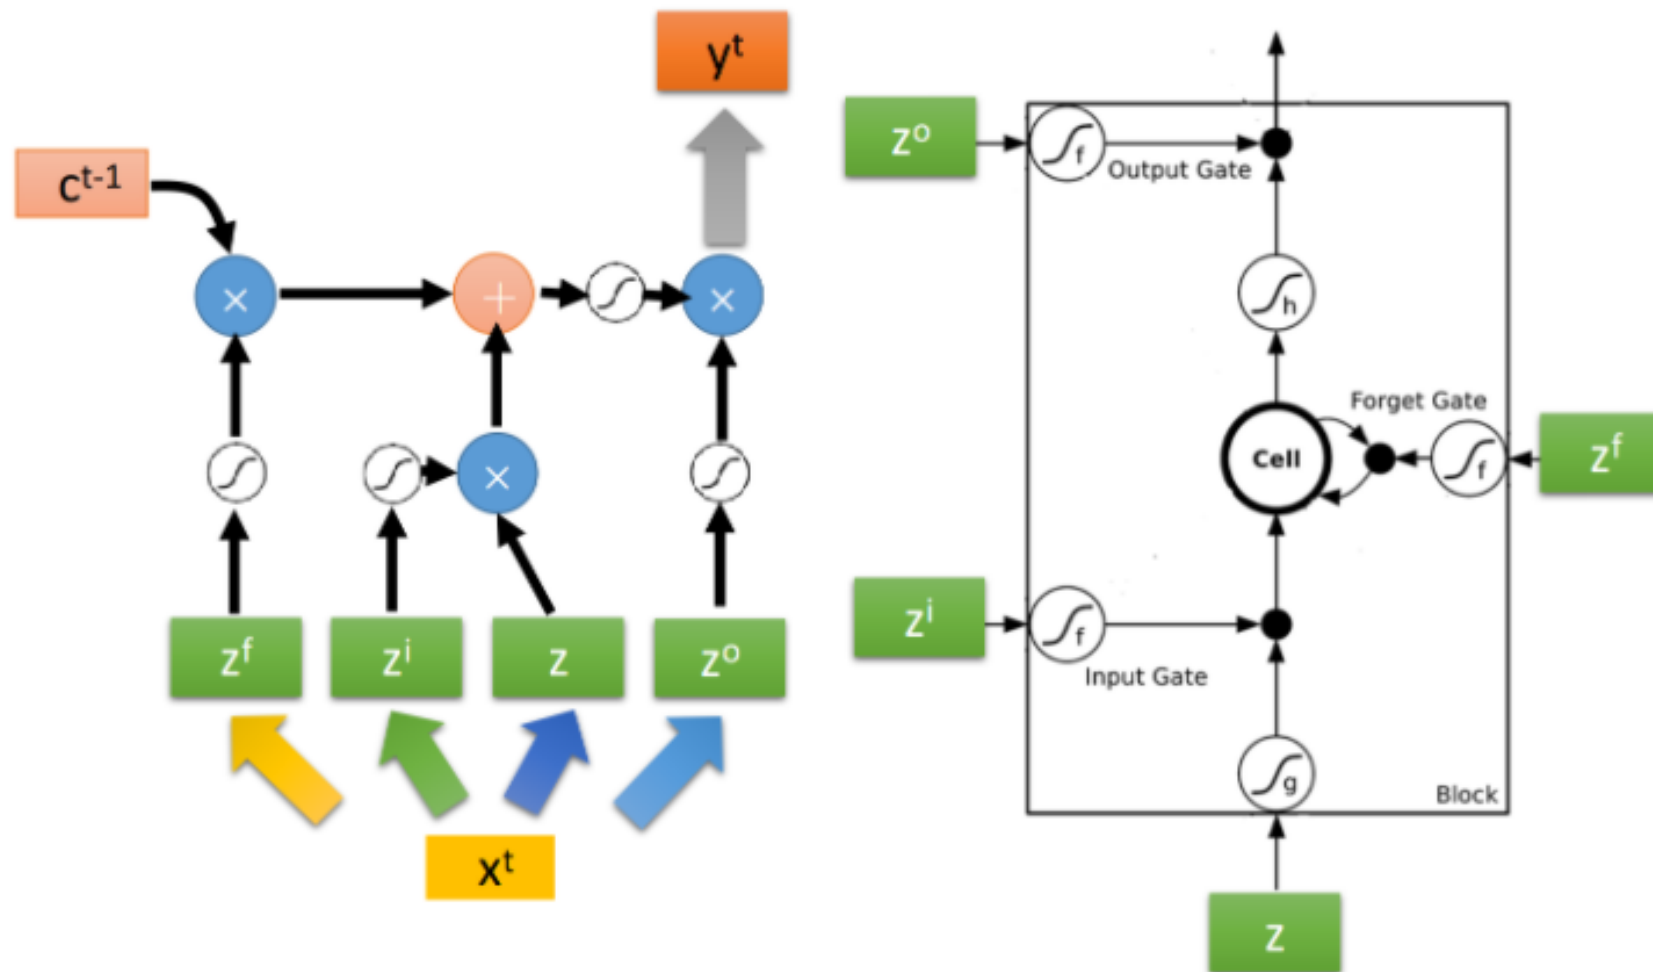 yᵗ
cᵗ⁻¹
×
+
×
×
zᶠ
zⁱ
z
zᵒ
xᵗ
zᵒ
f
Output Gate
h
Forget Gate
Cell
f
zᶠ
zⁱ
f
Input Gate
g
Block
z